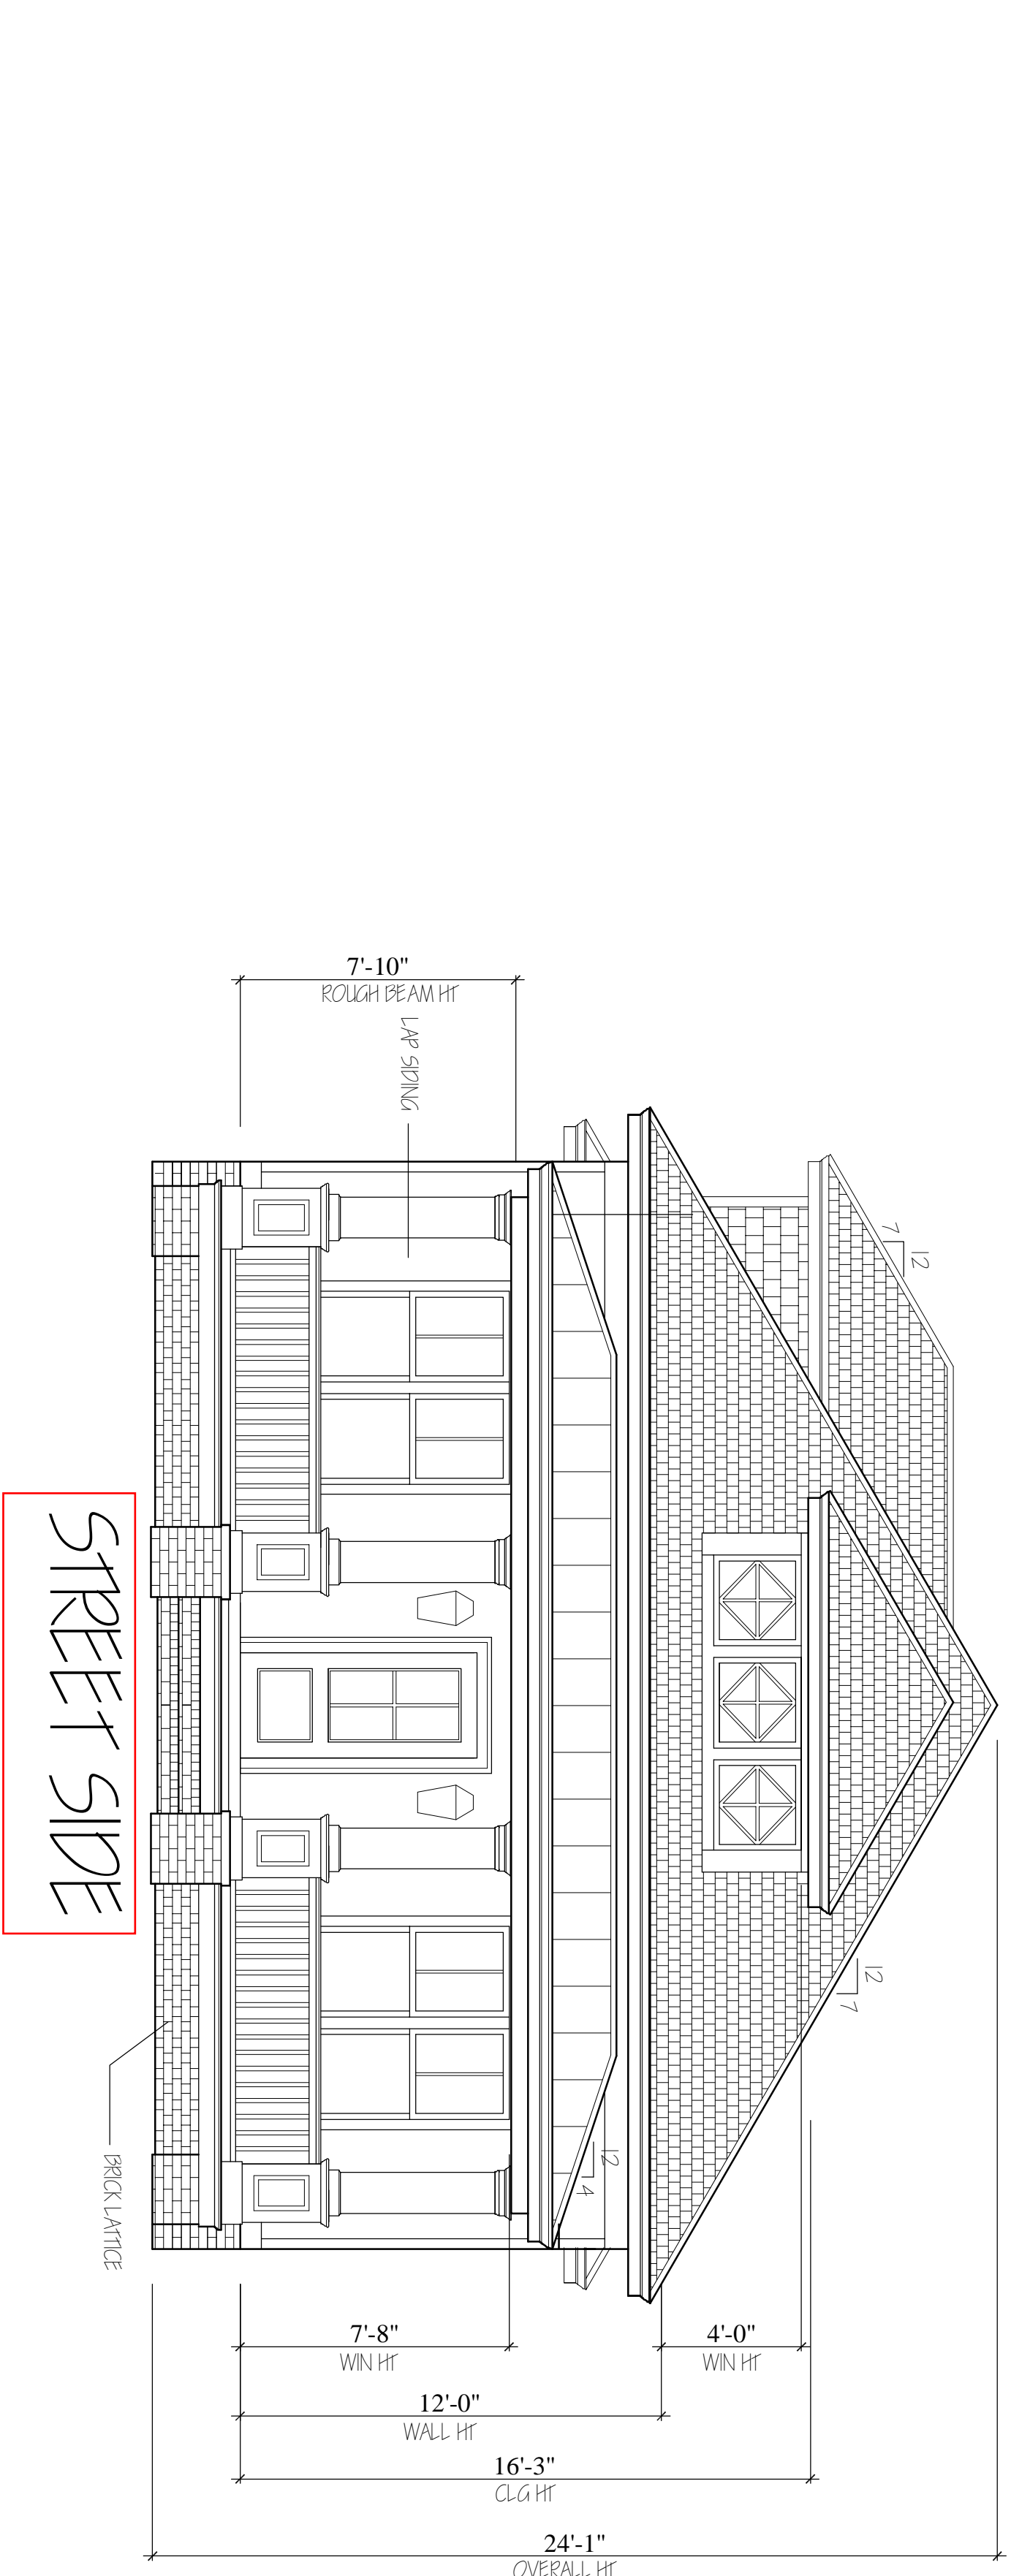 7'-10"
ROUGH BEAM HT
LAP SIDING
7
12
12
7
12
4
STREET SIDE
BRICK LATTICE
7'-8"
WIN HT
4'-0"
WIN HT
12'-0"
WALL HT
16'-3"
CLG HT
24'-1"
OVERALL HT